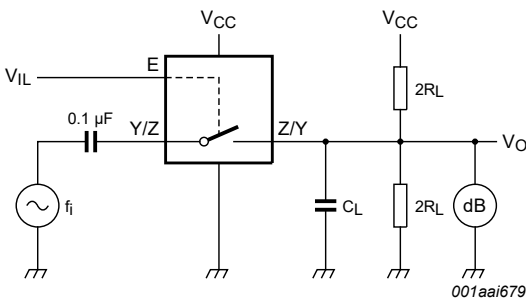 VCC
VCC
E
VIL
2RL
0.1 µF
Y/Z
Z/Y
VO
fi
CL
2RL
dB
001aai679